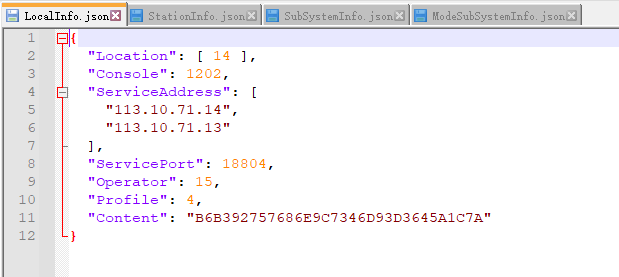 LocalInfo.json StationInfo.json SubSystemInfo.json ModeSubSystemInfo.json
1 {
2 "Location": [ 14 ],
3 "Console": 1202,
4 "ServiceAddress": [
5 "113.10.71.14",
6 "113.10.71.13"
7 ],
8 "ServicePort": 18804,
9 "Operator": 15,
10 "Profile": 4,
11 "Content": "B6B392757686E9C7346D93D3645A1C7A"
12 }